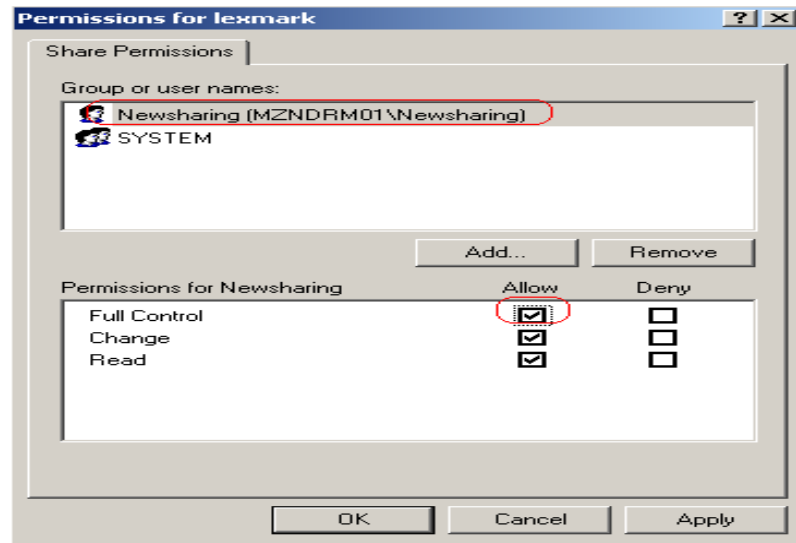 Permissions for lexmark
Share Permissions
Group or user names:
Newsharing (MZNDRM01\Newsharing)
SYSTEM
Add... Remove
Permissions for Newsharing Allow Deny
Full Control
Change
Read
OK Cancel Apply